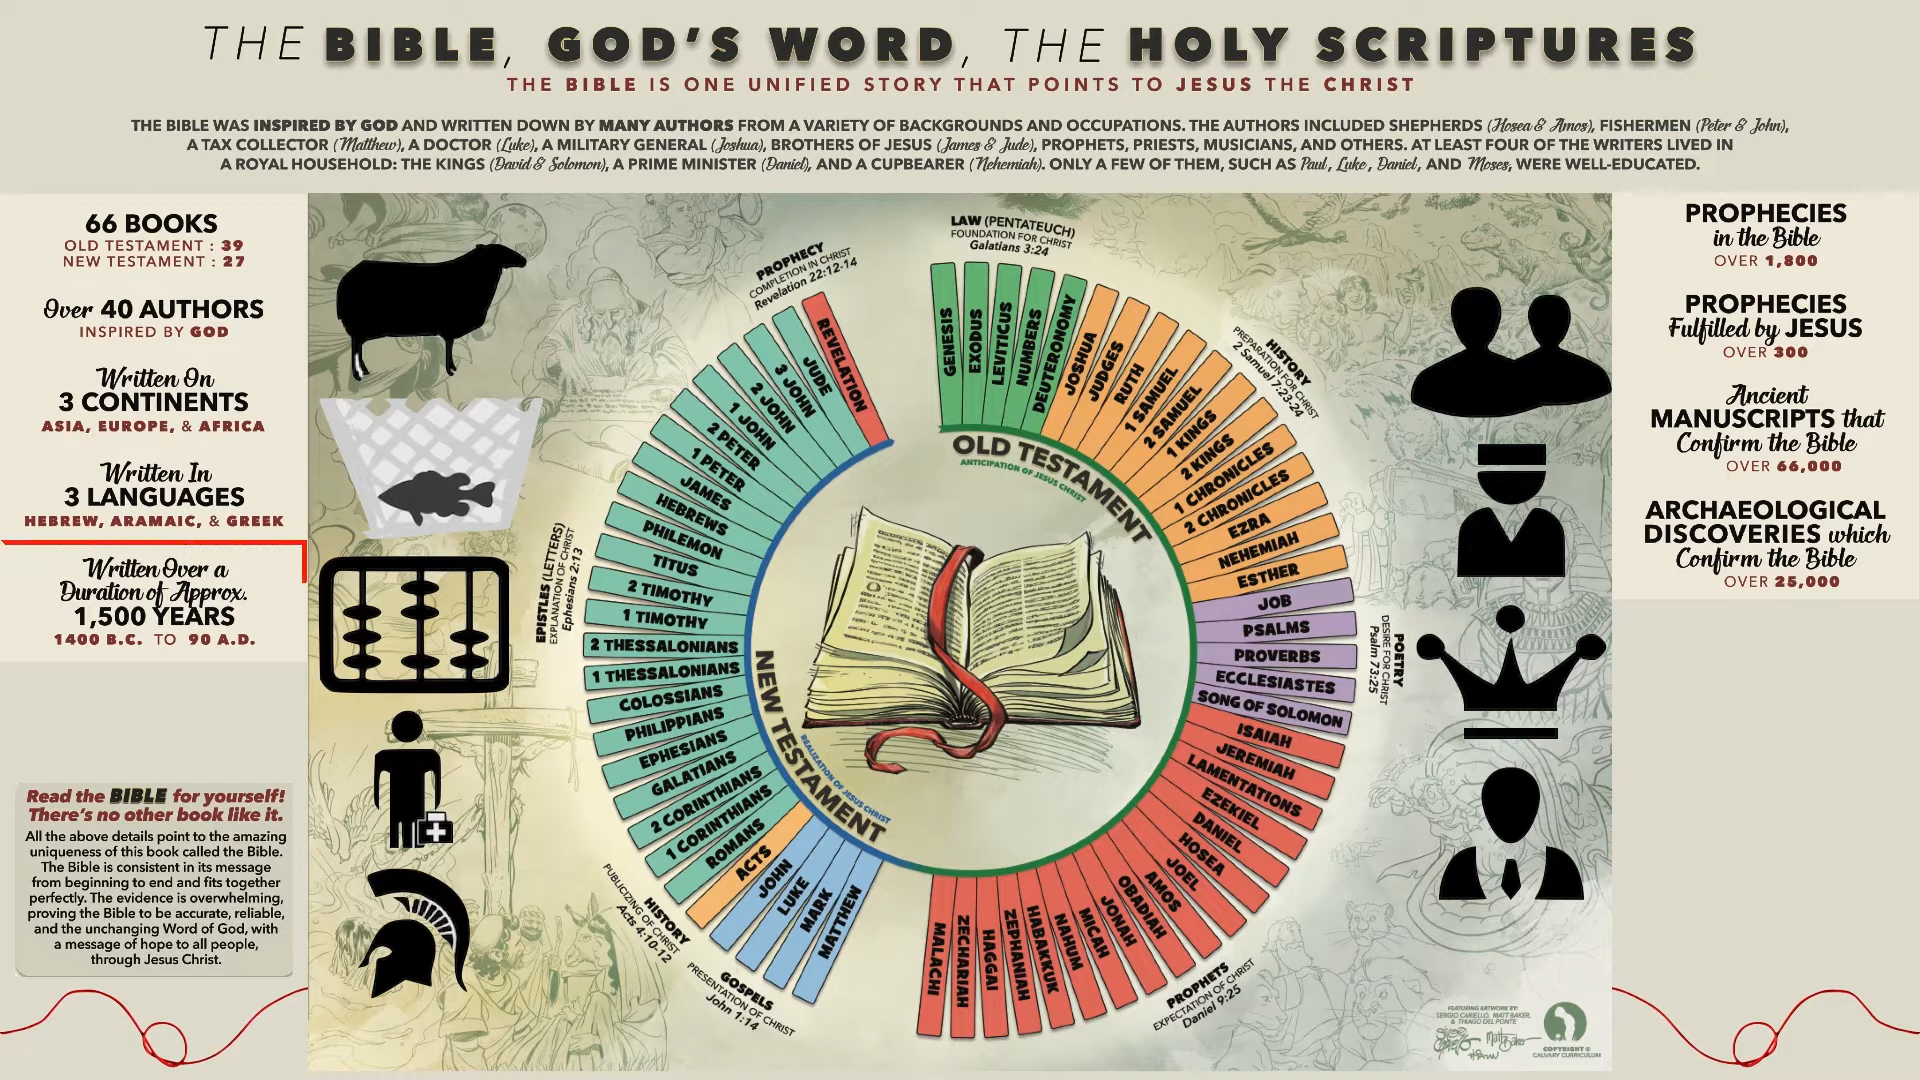 THE BIBLE, GOD'S WORD, THE HOLY SCRIPTURES
THE BIBLE IS ONE UNIFIED STORY THAT POINTS TO JESUS THE CHRIST
THE BIBLE WAS INSPIRED BY GOD AND WRITTEN DOWN BY MANY AUTHORS FROM A VARIETY OF BACKGROUNDS AND OCCUPATIONS. THE AUTHORS INCLUDED SHEPHERDS (Hosea & Amos), FISHERMEN (Peter & John),
A TAX COLLECTOR (Matthew), A DOCTOR (Luke), A MILITARY GENERAL (Joshua), BROTHERS OF JESUS (James & Jude), PROPHETS, PRIESTS, MUSICIANS, AND OTHERS. AT LEAST FOUR OF THE WRITERS LIVED IN
A ROYAL HOUSEHOLD: THE KINGS (David & Solomon), A PRIME MINISTER (Daniel), AND A CUPBEARER (Nehemiah). ONLY A FEW OF THEM, SUCH AS Paul, Luke, Daniel, AND Moses, WERE WELL-EDUCATED.
66 BOOKS
OLD TESTAMENT : 39
NEW TESTAMENT : 27
Over 40 AUTHORS
INSPIRED BY GOD
Written On
3 CONTINENTS
ASIA, EUROPE, & AFRICA
Written In
3 LANGUAGES
HEBREW, ARAMAIC, & GREEK
Written Over a
Duration of Approx.
1,500 YEARS
1400 B.C. TO 90 A.D.
Read the BIBLE for yourself!
There's no other book like it.
All the above details point to the amazing
uniqueness of this book called the Bible.
The Bible is consistent in its message
from beginning to end and fits together
perfectly. The evidence is overwhelming,
proving the Bible to be accurate, reliable,
and the unchanging Word of God, with
a message of hope to all people,
through Jesus Christ.
LAW (PENTATEUCH)
FOUNDATION FOR CHRIST
Galatians 3:24
GENESIS
EXODUS
LEVITICUS
NUMBERS
DEUTERONOMY
HISTORY
PREPARATION FOR CHRIST
2 Samuel 7:23-24
JOSHUA
JUDGES
RUTH
1 SAMUEL
2 SAMUEL
1 KINGS
2 KINGS
1 CHRONICLES
2 CHRONICLES
EZRA
NEHEMIAH
ESTHER
POETRY
DESIRE FOR CHRIST
Psalm 73:25
JOB
PSALMS
PROVERBS
ECCLESIASTES
SONG OF SOLOMON
ISAIAH
JEREMIAH
LAMENTATIONS
EZEKIEL
DANIEL
HOSEA
JOEL
AMOS
OBADIAH
JONAH
MICAH
NAHUM
HABAKKUK
ZEPHANIAH
HAGGAI
ZECHARIAH
MALACHI
PROPHETS
EXPECTATION OF CHRIST
Daniel 9:25
OLD TESTAMENT
ANTICIPATION OF JESUS CHRIST
NEW TESTAMENT
REALIZATION OF JESUS CHRIST
GOSPELS
PRESENTATION OF CHRIST
John 1:14
MATTHEW
MARK
LUKE
JOHN
HISTORY
PUBLICIZING OF CHRIST
Acts 4:10-12
ACTS
EPISTLES (LETTERS)
EXPLANATION OF CHRIST
Ephesians 2:13
ROMANS
1 CORINTHIANS
2 CORINTHIANS
GALATIANS
EPHESIANS
PHILIPPIANS
COLOSSIANS
1 THESSALONIANS
2 THESSALONIANS
1 TIMOTHY
2 TIMOTHY
TITUS
PHILEMON
HEBREWS
JAMES
1 PETER
2 PETER
1 JOHN
2 JOHN
3 JOHN
JUDE
PROPHECY
COMPLETION IN CHRIST
Revelation 22:12-14
REVELATION
PROPHECIES
in the Bible
OVER 1,800
PROPHECIES
Fulfilled by JESUS
OVER 300
Ancient
MANUSCRIPTS that
Confirm the Bible
OVER 66,000
ARCHAEOLOGICAL
DISCOVERIES which
Confirm the Bible
OVER 25,000
FEATURING ARTWORK BY:
SERGIO CARIELLO, MATT BAKER,
& THIAGO DEL PONTE
COPYRIGHT ©
CALVARY CURRICULUM